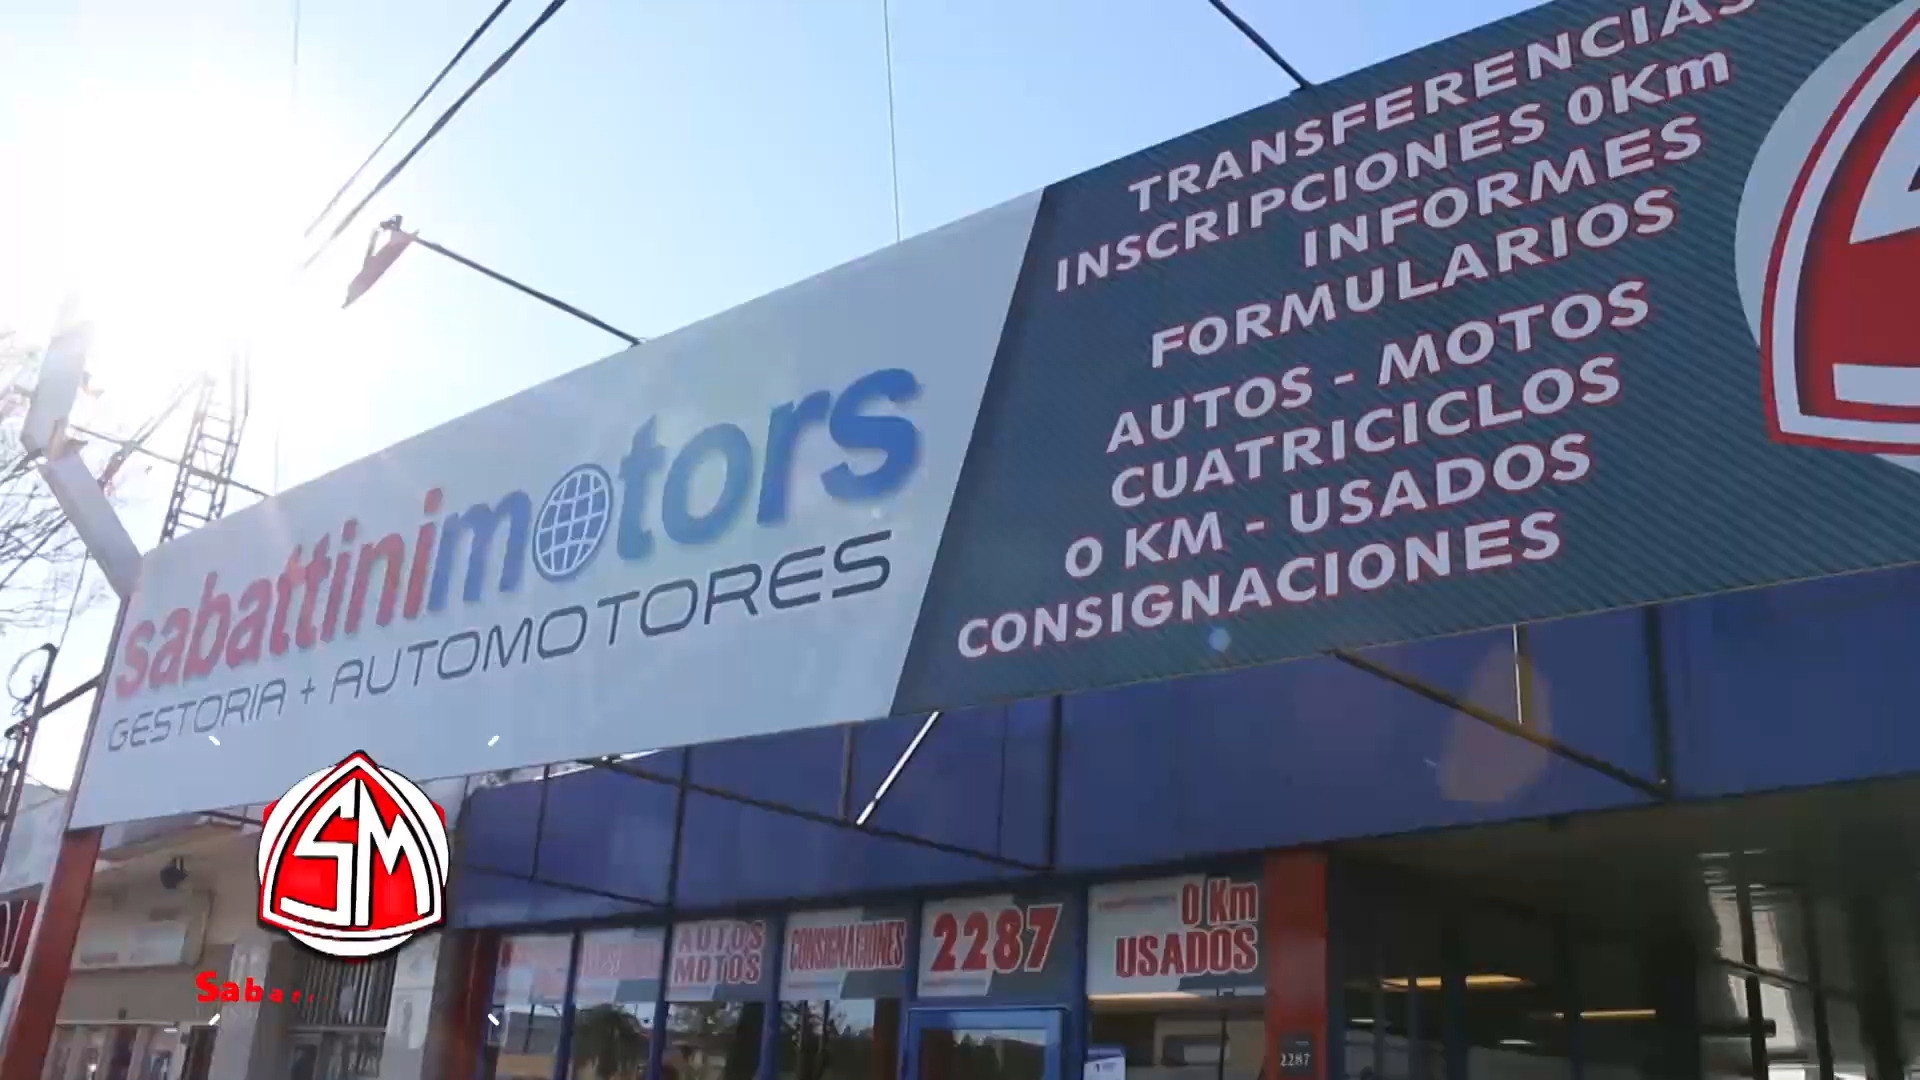 TRANSFERENCIAS
INSCRIPCIONES 0Km
INFORMES
FORMULARIOS
AUTOS - MOTOS
CUATRICICLOS
0 KM - USADOS
CONSIGNACIONES
sabattinimotors
GESTORIA + AUTOMOTORES
SM
AUTOS
MOTOS
CONSIGNACIONES
2287
0 Km
USADOS
2287